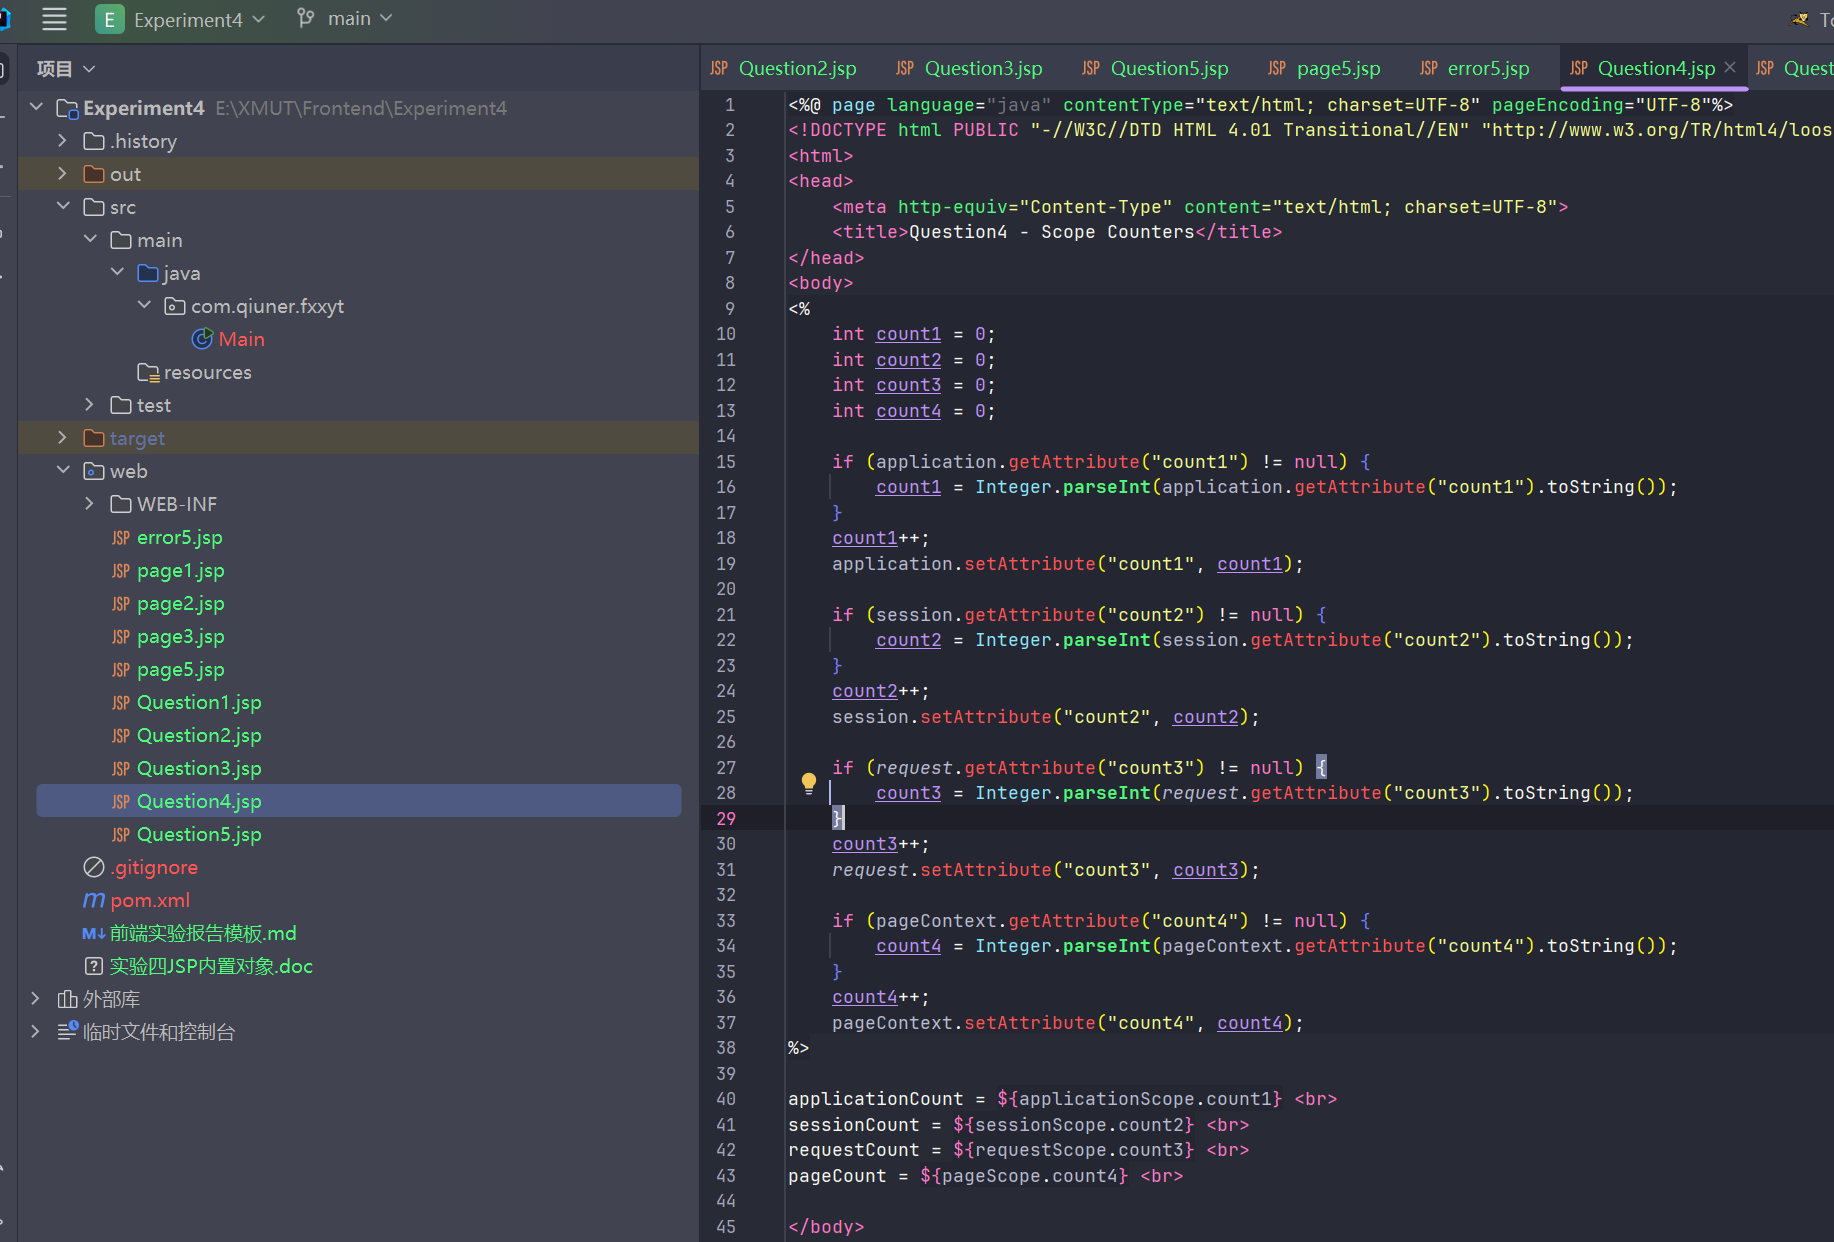 E Experiment4 main
项目
Experiment4 E:\XMUT\Frontend\Experiment4
.history
out
src
main
java
com.qiuner.fxxyt
Main
resources
test
target
web
WEB-INF
JSP error5.jsp
JSP page1.jsp
JSP page2.jsp
JSP page3.jsp
JSP page5.jsp
JSP Question1.jsp
JSP Question2.jsp
JSP Question3.jsp
JSP Question4.jsp
JSP Question5.jsp
.gitignore
m pom.xml
M↓ 前端实验报告模板.md
? 实验四JSP内置对象.doc
外部库
临时文件和控制台
JSP Question2.jsp JSP Question3.jsp JSP Question5.jsp JSP page5.jsp JSP error5.jsp JSP Question4.jsp × JSP Quest
1 <%@ page language="java" contentType="text/html; charset=UTF-8" pageEncoding="UTF-8"%>
2 <!DOCTYPE html PUBLIC "-//W3C//DTD HTML 4.01 Transitional//EN" "http://www.w3.org/TR/html4/loos
3 <html>
4 <head>
5 <meta http-equiv="Content-Type" content="text/html; charset=UTF-8">
6 <title>Question4 - Scope Counters</title>
7 </head>
8 <body>
9 <%
10 int count1 = 0;
11 int count2 = 0;
12 int count3 = 0;
13 int count4 = 0;
14
15 if (application.getAttribute("count1") != null) {
16 count1 = Integer.parseInt(application.getAttribute("count1").toString());
17 }
18 count1++;
19 application.setAttribute("count1", count1);
20
21 if (session.getAttribute("count2") != null) {
22 count2 = Integer.parseInt(session.getAttribute("count2").toString());
23 }
24 count2++;
25 session.setAttribute("count2", count2);
26
27 if (request.getAttribute("count3") != null) {
28 count3 = Integer.parseInt(request.getAttribute("count3").toString());
29 }
30 count3++;
31 request.setAttribute("count3", count3);
32
33 if (pageContext.getAttribute("count4") != null) {
34 count4 = Integer.parseInt(pageContext.getAttribute("count4").toString());
35 }
36 count4++;
37 pageContext.setAttribute("count4", count4);
38 %>
39
40 applicationCount = ${applicationScope.count1} <br>
41 sessionCount = ${sessionScope.count2} <br>
42 requestCount = ${requestScope.count3} <br>
43 pageCount = ${pageScope.count4} <br>
44
45 </body>